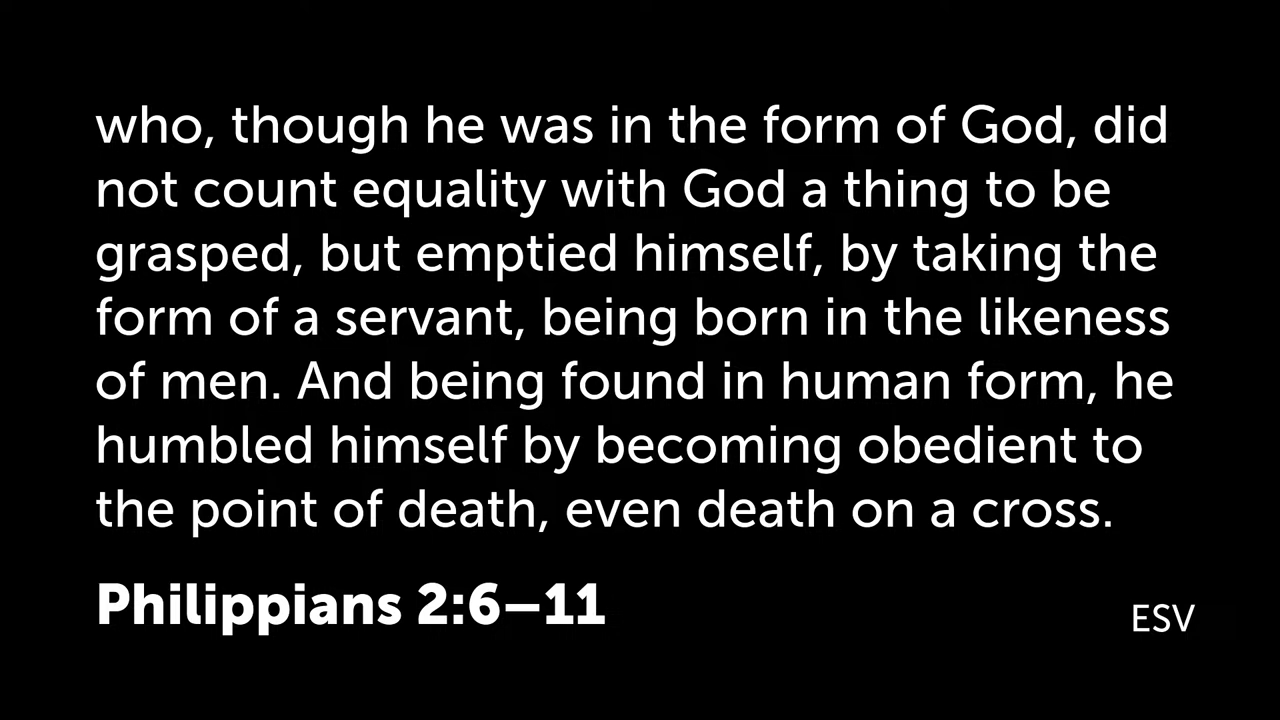 who, though he was in the form of God, did
not count equality with God a thing to be
grasped, but emptied himself, by taking the
form of a servant, being born in the likeness
of men. And being found in human form, he
humbled himself by becoming obedient to
the point of death, even death on a cross.
Philippians 2:6–11
ESV